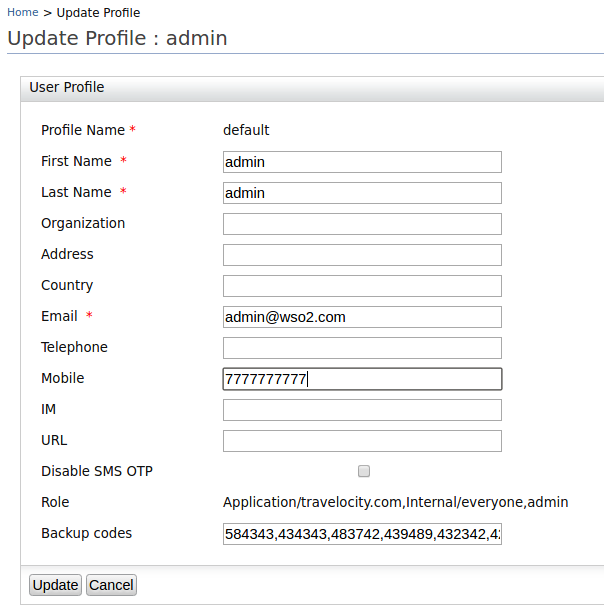 Home > Update Profile
Update Profile : admin
User Profile
Profile Name * default
First Name * admin
Last Name * admin
Organization
Address
Country
Email * admin@wso2.com
Telephone
Mobile 7777777777
IM
URL
Disable SMS OTP
Role Application/travelocity.com,Internal/everyone,admin
Backup codes 584343,434343,483742,439489,432342,4
Update Cancel